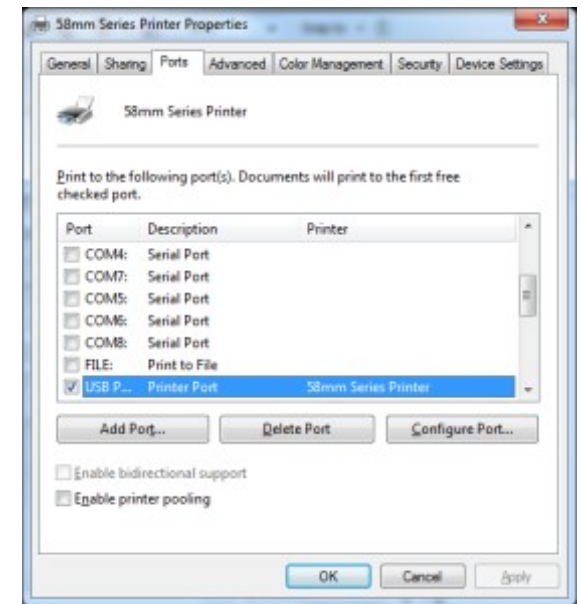 58mm Series Printer Properties
General Sharing Ports Advanced Color Management Security Device Settings
58mm Series Printer
Print to the following port(s). Documents will print to the first free
checked port.
Port Description Printer
COM4: Serial Port
COM7: Serial Port
COM5: Serial Port
COM6: Serial Port
COM8: Serial Port
FILE: Print to File
USB P... Printer Port 58mm Series Printer
Add Port... Delete Port Configure Port...
Enable bidirectional support
Enable printer pooling
OK Cancel Apply